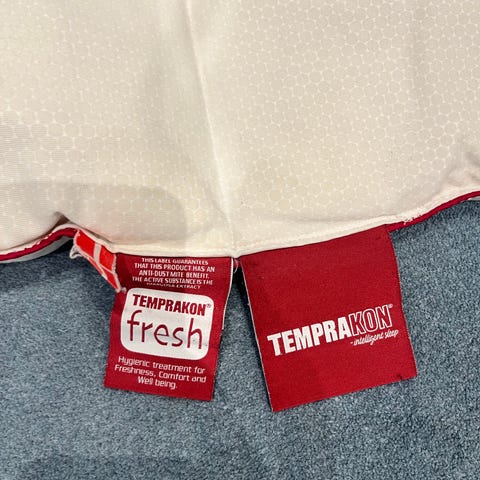 THIS LABEL GUARANTEES
THAT THIS PRODUCT HAS AN
ANTI-DUST MITE BENEFIT.
THE ACTIVE SUBSTANCE IS THE
EXTRACT
TEMPRAKON®
fresh
Hygienic treatment for
Freshness, Comfort and
Well being.
TEMPRAKON®
-intelligent sleep